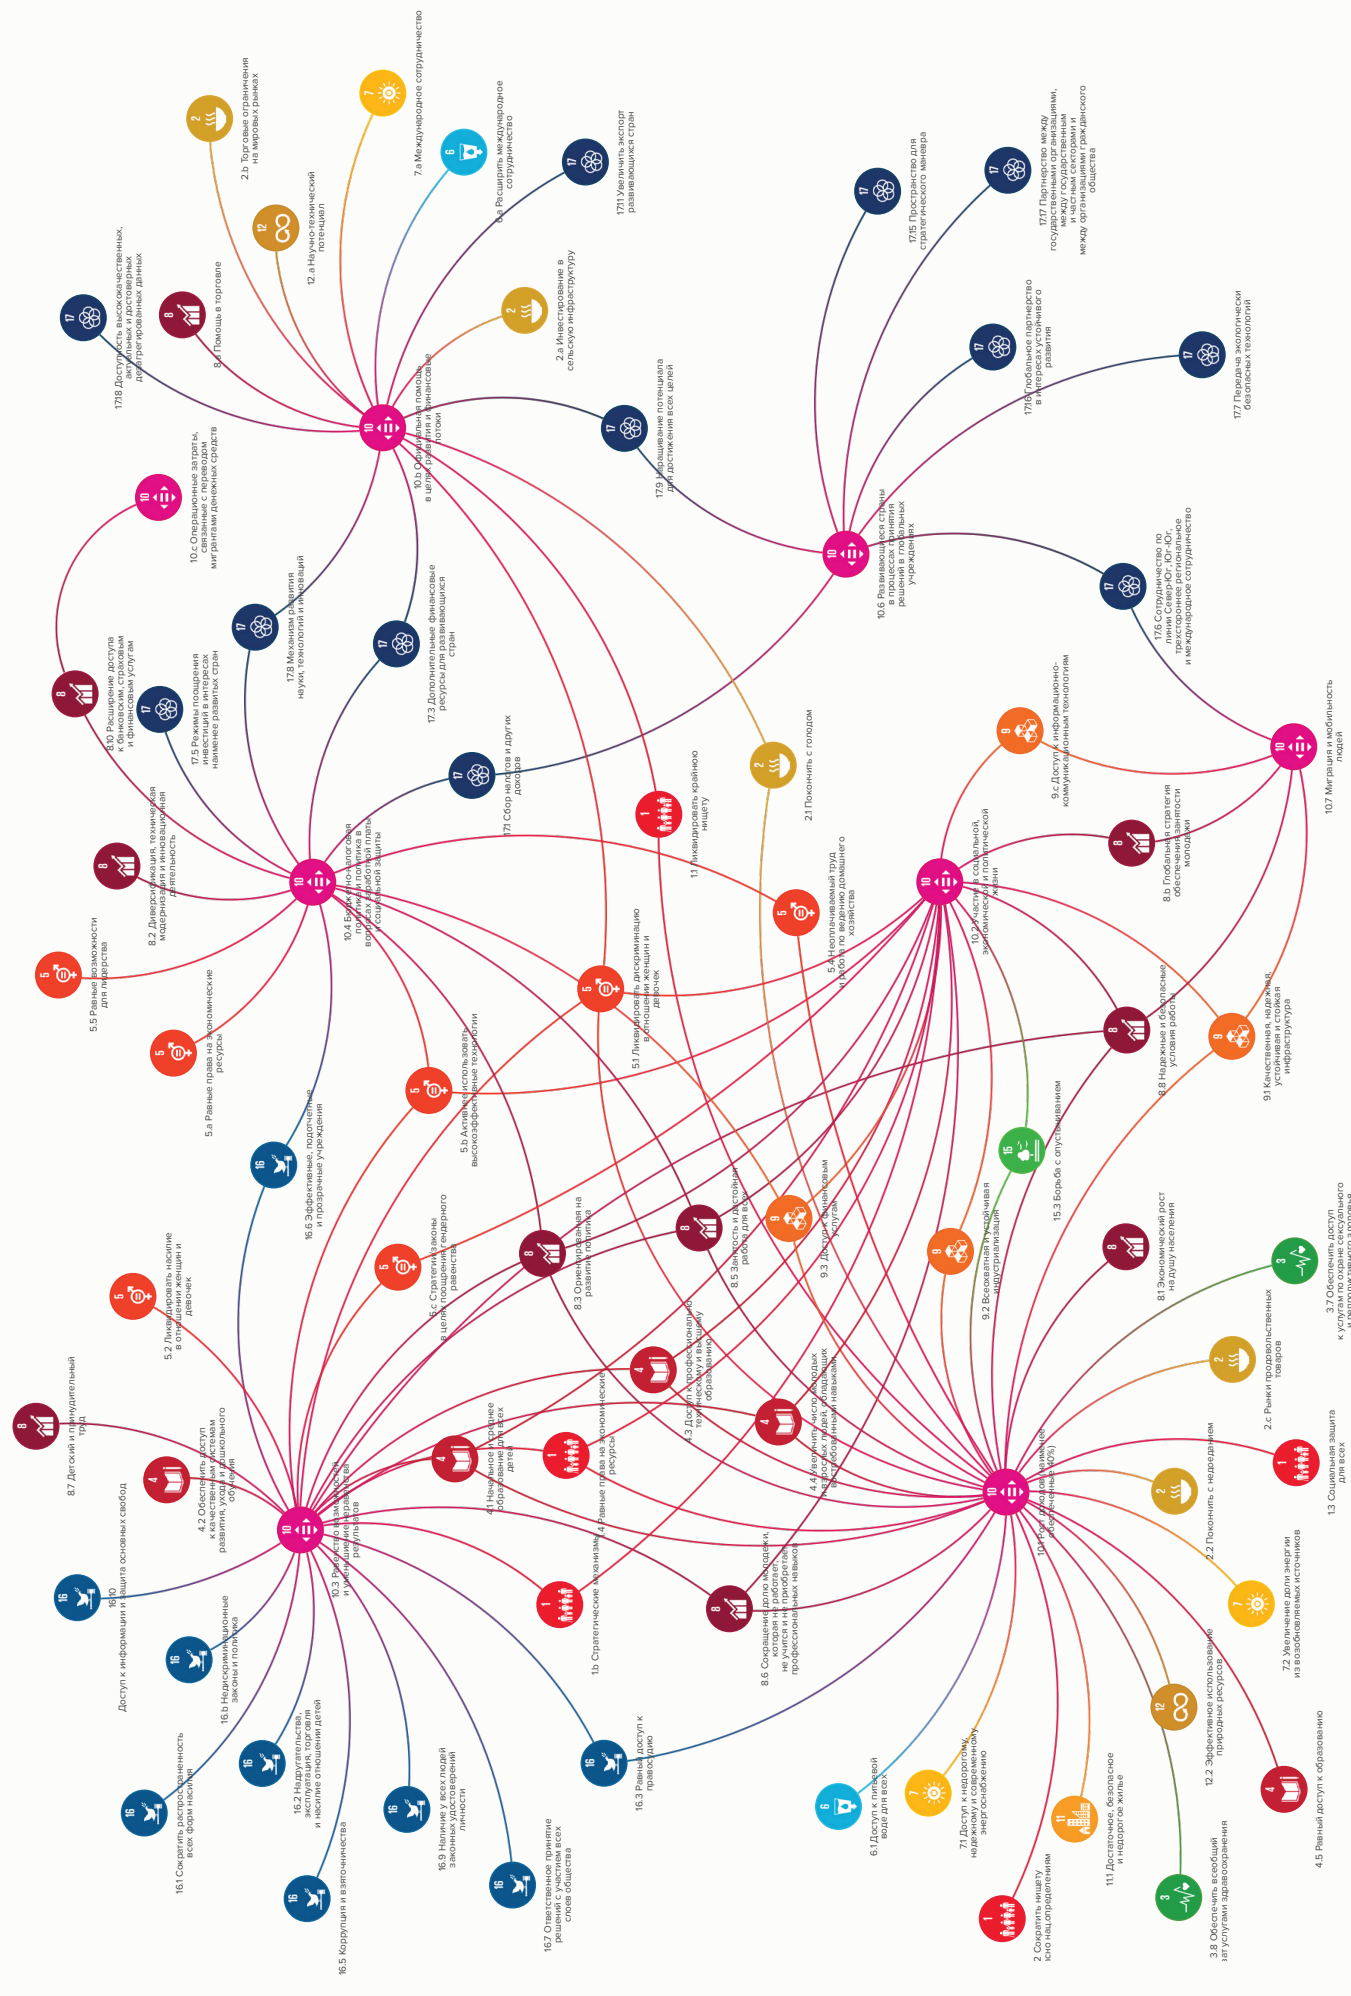 2.b Торговые ограничения
на мировых рынках
7.a Международное сотрудничество
12.a Научно-технический
потенциал
6.a Расширить международное
сотрудничество
17.11 Увеличить экспорт
развивающихся стран
17.18 Доступность высококачественных,
актуальных и достоверных
дезагрегированных данных
8.a Помощь в торговле
2.a Инвестирование в
сельскую инфраструктуру
10.b Официальная помощь
в целях развития и финансовые
потоки
10.c Операционные затраты,
связанные с переводом
мигрантами денежных средств
17.9 Наращивание потенциала
для достижения всех целей
17.15 Пространство для
стратегического маневра
17.17 Партнерство между
государственными организациями,
между государственным
и частным секторами и
между организациями гражданского
общества
17.16 Глобальное партнерство
в интересах устойчивого
развития
17.7 Передача экологически
безопасных технологий
10.6 Развивающиеся страны
в процессах принятия
решений в глобальных
учреждениях
17.6 Сотрудничество по
линии Север-Юг, Юг-Юг,
трехстороннее региональное
и международное сотрудничество
8.10 Расширение доступа
к банковским, страховым
и финансовым услугам
17.5 Режимы поощрения
инвестиций в интересах
наименее развитых стран
17.8 Механизм развития
науки, технологий и инноваций
17.3 Дополнительные финансовые
ресурсы для развивающихся
стран
17.1 Сбор налогов и других
доходов
1.1 Ликвидировать крайнюю
нищету
2.1 Покончить с голодом
9.c Доступ к информационно-
коммуникационным технологиям
10.7 Миграция и мобильность
людей
8.b Глобальная стратегия
обеспечения занятости
молодежи
8.2 Диверсификация, техническая
модернизация и инновационная
деятельность
10.4 Бюджетно-налоговая
политика и политика в
вопросах заработной платы
и социальной защиты
5.5 Равные возможности
для лидерства
5.a Равные права на экономические
ресурсы
5.1 Ликвидировать дискриминацию
в отношении женщин и
девочек
5.4 Неоплачиваемый труд
и работа по ведению домашнего
хозяйства
10.2 Участие в социальной,
экономической и политической
жизни
8.8 Надежные и безопасные
условия работы
9.1 Качественная, надежная,
устойчивая и стойкая
инфраструктура
16.6 Эффективные, подотчетные
и прозрачные учреждения
5.b Активнее использовать
высокоэффективные технологии
15.3 Борьба с опустыниванием
5.2 Ликвидировать насилие
в отношении женщин и
девочек
5.c Стратегии/законы
в целях поощрения гендерного
равенства
8.3 Ориентированная на
развитие политика
8.5 Занятость и достойная
работа для всех
9.3 Доступ к финансовым
услугам
9.2 Всеохватная и устойчивая
индустриализация
8.1 Экономический рост
на душу населения
3.7 Обеспечить доступ
к услугам по охране сексуального
2.c Рынки продовольственных
товаров
8.7 Детский и принудительный
труд
4.2 Обеспечить доступ
к качественным системам
развития, ухода и дошкольного
обучения
4.1 Начальное и среднее
образование для всех
детей
1.4 Равные права на экономические
ресурсы
4.3 Доступ к профессионально-
техническому и высшему
образованию
4.4 Увеличить число молодых
и взрослых людей, обладающих
востребованными навыками
10.1 Рост доходов (наименее
обеспеченные 40%)
2.2 Покончить с недоеданием
1.3 Социальная защита
для всех
16.10
Доступ к информации и защита основных свобод
10.3 Равенство возможностей
и уменьшение неравенства
результатов
16.b Недискриминационные
законы и политика
1.b Стратегические механизмы
8.6 Сокращение долю молодежи,
которая не работает,
не учится и не приобретает
профессиональных навыков
7.2 Увеличение доли энергии
из возобновляемых источников
12.2 Эффективное использование
природных ресурсов
16.1 Сократить распространенность
всех форм насилия
16.2 Надругательства,
эксплуатация, торговля
и насилие в отношении детей
16.9 Наличие у всех людей
законных удостоверений
личности
16.3 Равный доступ к
правосудию
6.1 Доступ к питьевой
воде для всех
7.1 Доступ к недорогому,
надежному и современному
энергоснабжению
11.1 Достаточное, безопасное
и недорогое жилье
4.5 Равный доступ к образованию
16.5 Коррупция и взяточничества
16.7 Ответственное принятие
решений с участием всех
слоев общества
2 Сократить нищету
нац.определениям
3.8 Обеспечить всеобщий
услугами здравоохранения